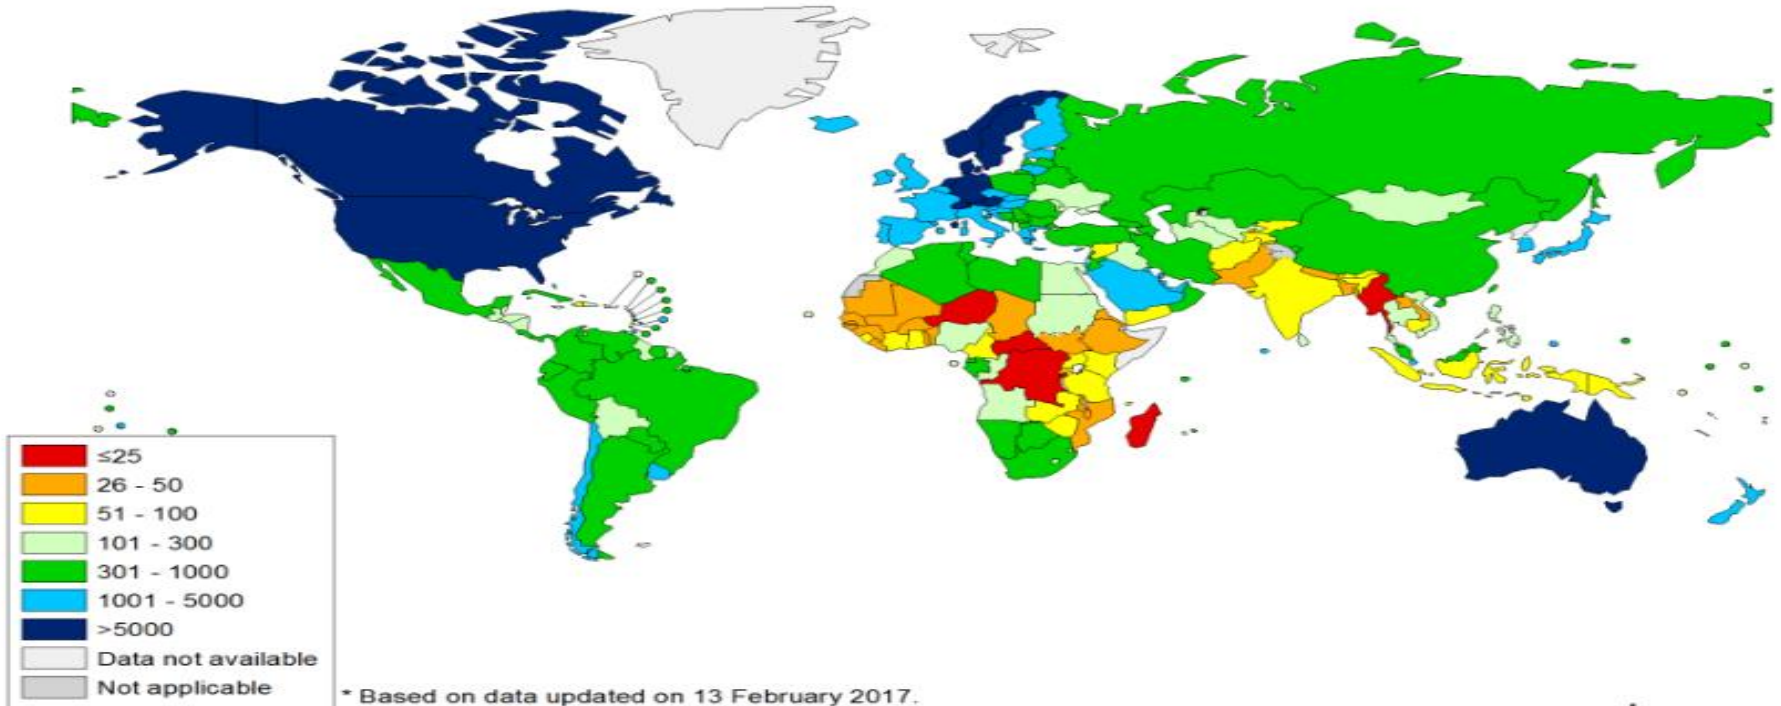 ≤25
26 - 50
51 - 100
101 - 300
301 - 1000
1001 - 5000
>5000
Data not available
Not applicable
* Based on data updated on 13 February 2017.